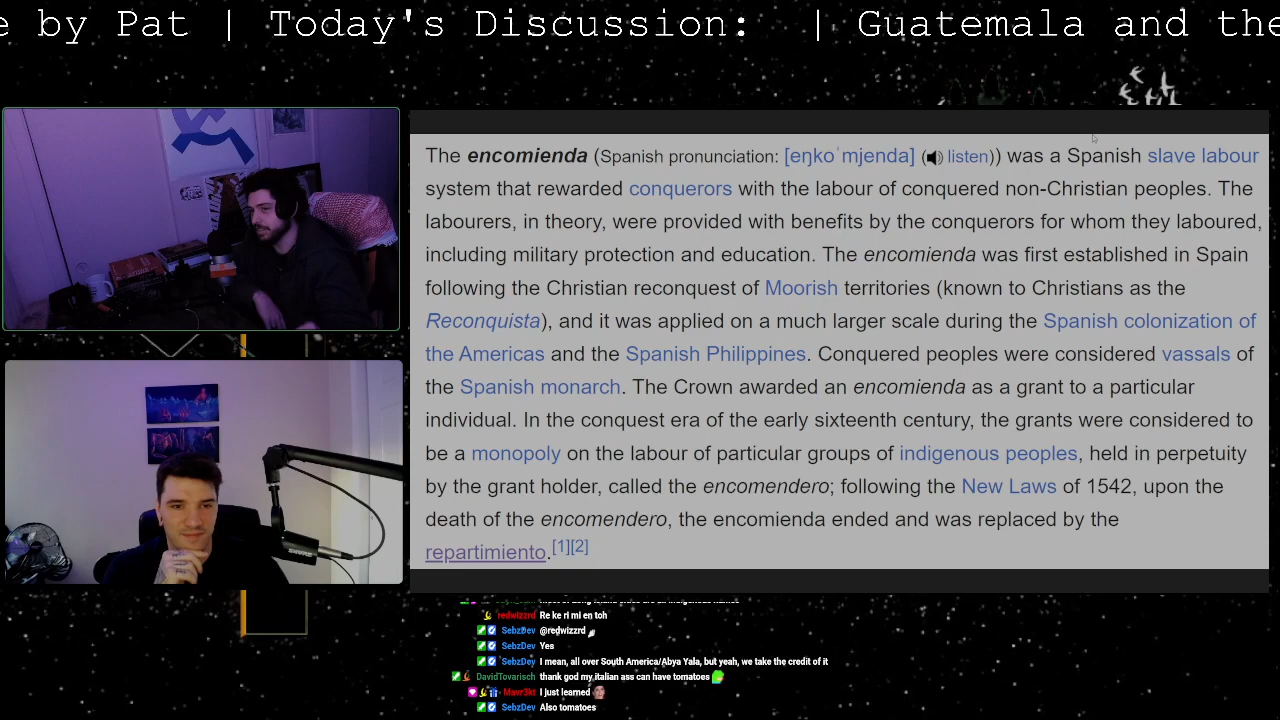 e by Pat | Today's Discussion:  | Guatemala and the
The encomienda (Spanish pronunciation: [eŋkoˈmjenda] (listen)) was a Spanish slave labour
system that rewarded conquerors with the labour of conquered non-Christian peoples. The
labourers, in theory, were provided with benefits by the conquerors for whom they laboured,
including military protection and education. The encomienda was first established in Spain
following the Christian reconquest of Moorish territories (known to Christians as the
Reconquista), and it was applied on a much larger scale during the Spanish colonization of
the Americas and the Spanish Philippines. Conquered peoples were considered vassals of
the Spanish monarch. The Crown awarded an encomienda as a grant to a particular
individual. In the conquest era of the early sixteenth century, the grants were considered to
be a monopoly on the labour of particular groups of indigenous peoples, held in perpetuity
by the grant holder, called the encomendero; following the New Laws of 1542, upon the
death of the encomendero, the encomienda ended and was replaced by the
repartimiento.[1][2]
redwizzrd Re ke ri mi en toh
SebzDev @redwizzrd
SebzDev Yes
SebzDev I mean, all over South America/Abya Yala, but yeah, we take the credit of it
DavidTovarisch thank god my italian ass can have tomatoes
Mavr3kt I just learned
SebzDev Also tomatoes